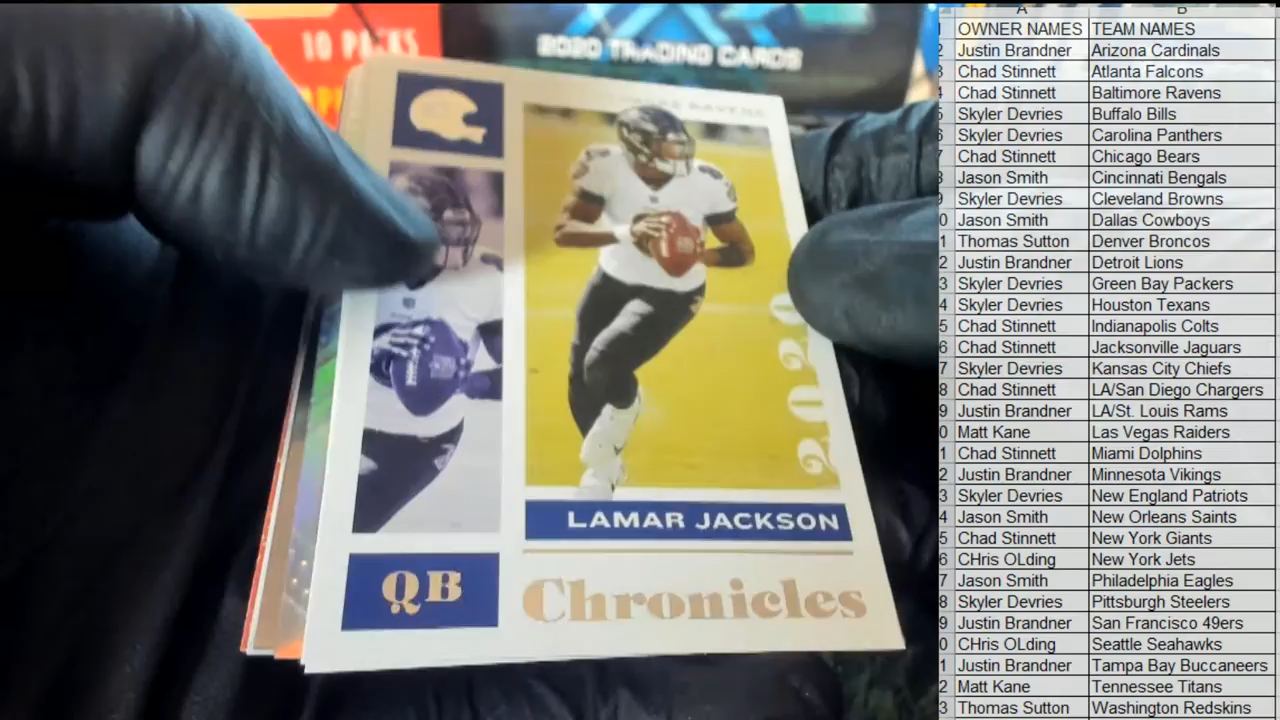 10 PACKS
2020 TRADING CARDS
RAVENS
2020
LAMAR JACKSON
QB
Chronicles
A B
OWNER NAMES TEAM NAMES
2 Justin Brandner Arizona Cardinals
3 Chad Stinnett Atlanta Falcons
4 Chad Stinnett Baltimore Ravens
5 Skyler Devries Buffalo Bills
6 Skyler Devries Carolina Panthers
7 Chad Stinnett Chicago Bears
8 Jason Smith Cincinnati Bengals
9 Skyler Devries Cleveland Browns
0 Jason Smith Dallas Cowboys
1 Thomas Sutton Denver Broncos
2 Justin Brandner Detroit Lions
3 Skyler Devries Green Bay Packers
4 Skyler Devries Houston Texans
5 Chad Stinnett Indianapolis Colts
6 Chad Stinnett Jacksonville Jaguars
7 Skyler Devries Kansas City Chiefs
8 Chad Stinnett LA/San Diego Chargers
9 Justin Brandner LA/St. Louis Rams
0 Matt Kane Las Vegas Raiders
1 Chad Stinnett Miami Dolphins
2 Justin Brandner Minnesota Vikings
3 Skyler Devries New England Patriots
4 Jason Smith New Orleans Saints
5 Chad Stinnett New York Giants
6 CHris OLding New York Jets
7 Jason Smith Philadelphia Eagles
8 Skyler Devries Pittsburgh Steelers
9 Justin Brandner San Francisco 49ers
0 CHris OLding Seattle Seahawks
1 Justin Brandner Tampa Bay Buccaneers
2 Matt Kane Tennessee Titans
3 Thomas Sutton Washington Redskins